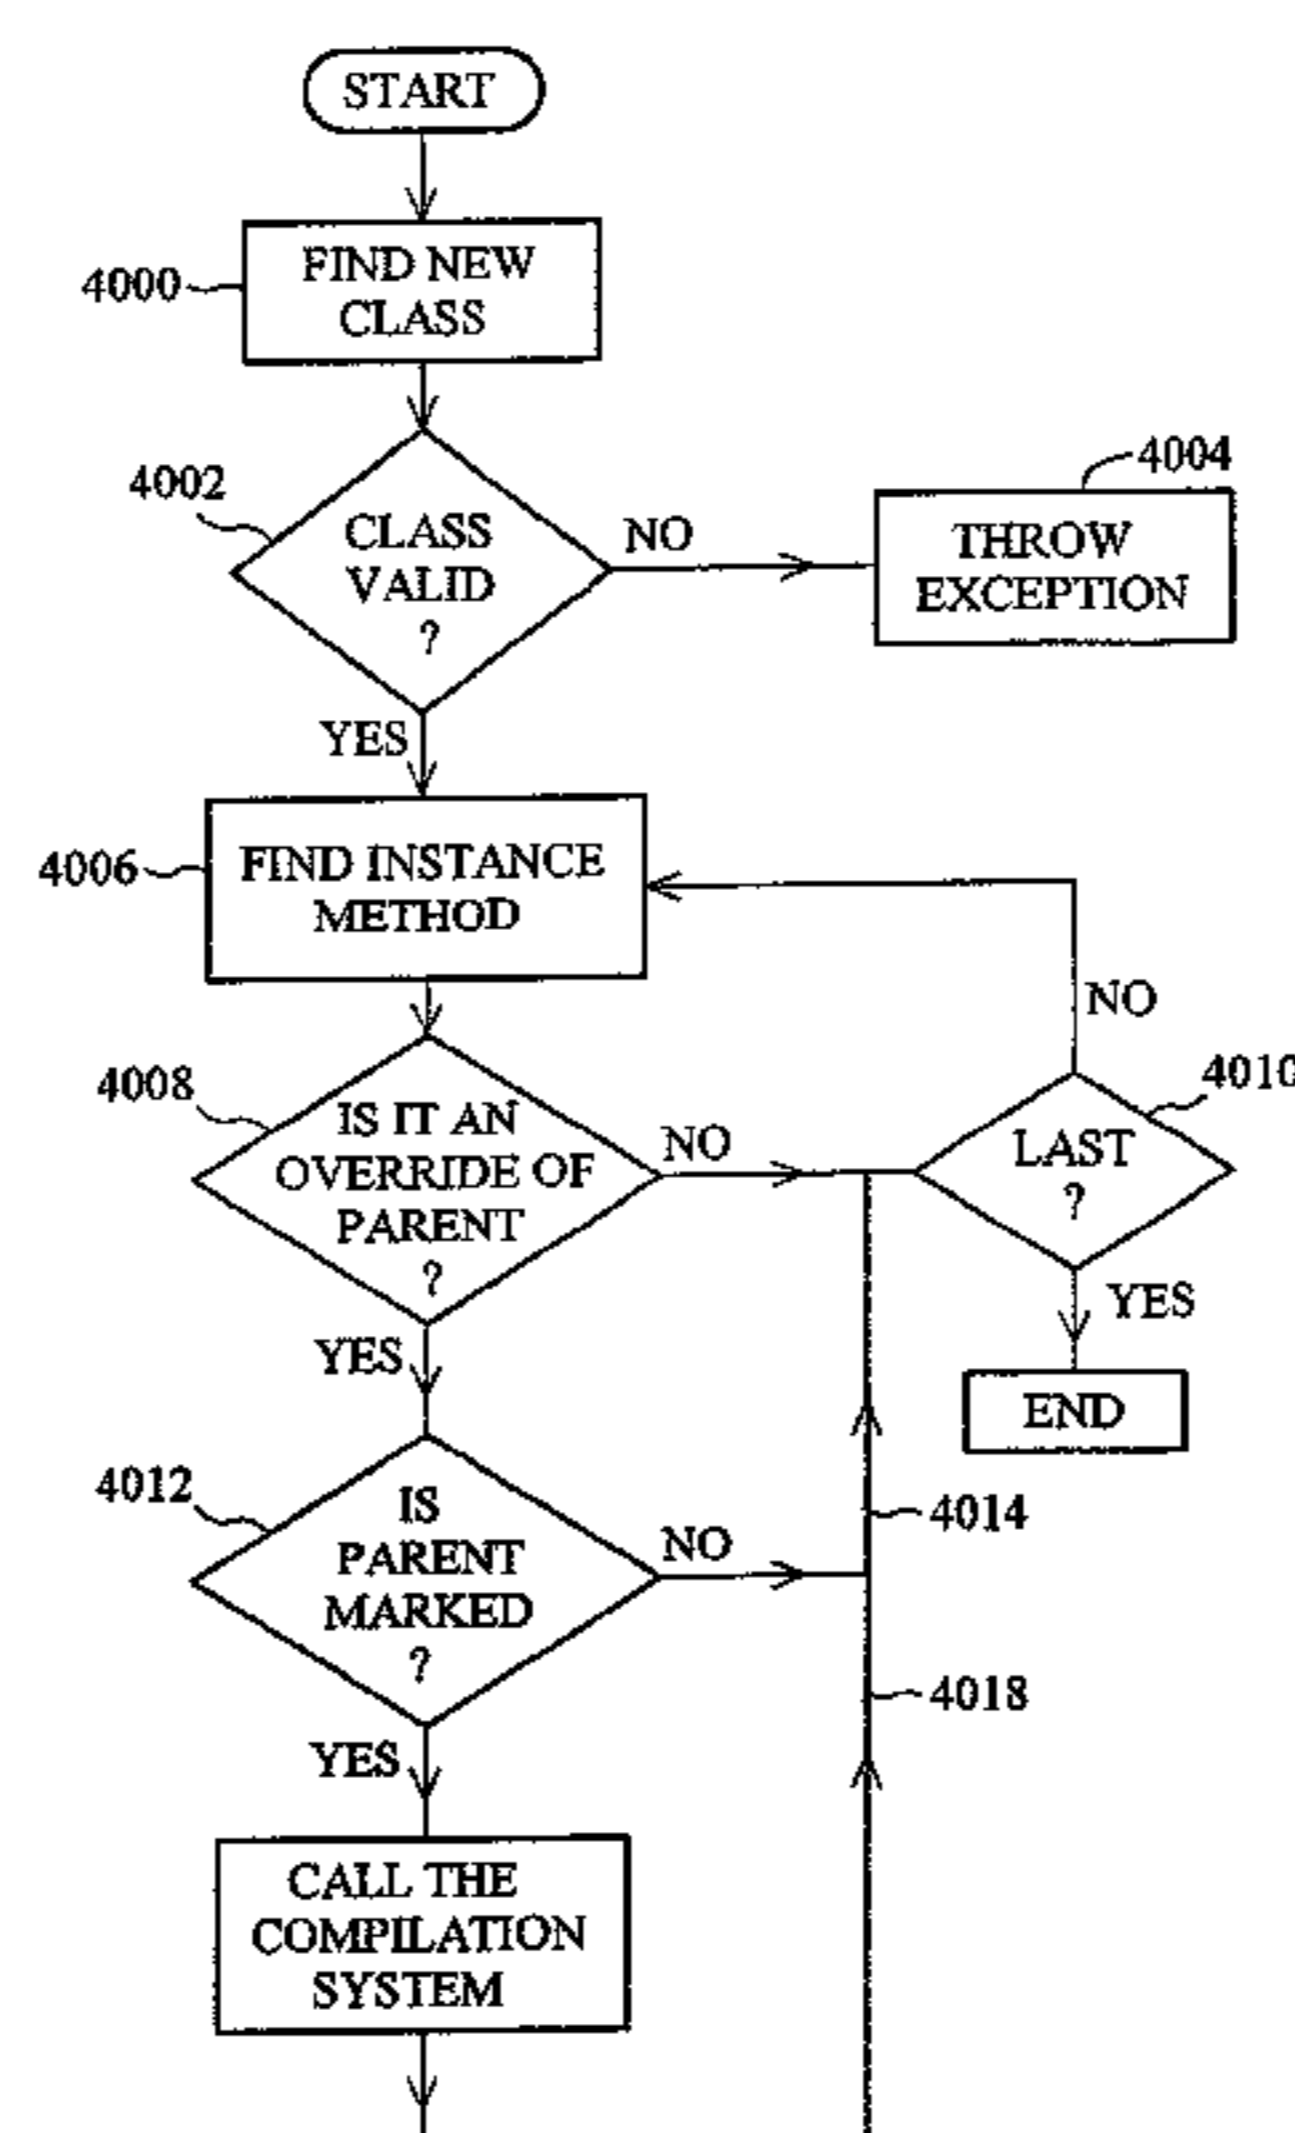 START
4000
FIND NEW
CLASS
4002
CLASS
VALID
?
NO
4004
THROW
EXCEPTION
YES
4006
FIND INSTANCE
METHOD
NO
4008
IS IT AN
OVERRIDE OF
PARENT
?
NO
4010
LAST
?
YES
END
YES
4012
IS
PARENT
MARKED
?
NO
4014
4018
YES
CALL THE
COMPILATION
SYSTEM